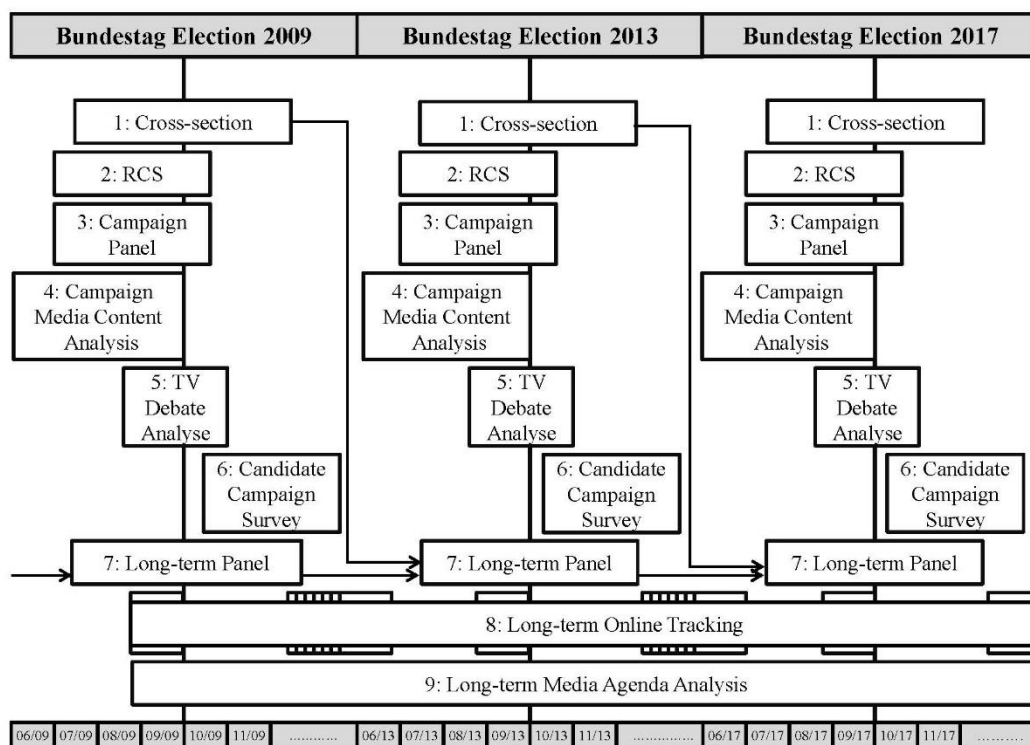 Bundestag Election 2009
Bundestag Election 2013
Bundestag Election 2017
1: Cross-section
1: Cross-section
1: Cross-section
2: RCS
2: RCS
2: RCS
3: Campaign
Panel
3: Campaign
Panel
3: Campaign
Panel
4: Campaign
Media Content
Analysis
4: Campaign
Media Content
Analysis
4: Campaign
Media Content
Analysis
5: TV
Debate
Analyse
5: TV
Debate
Analyse
5: TV
Debate
Analyse
6: Candidate
Campaign
Survey
6: Candidate
Campaign
Survey
6: Candidate
Campaign
Survey
7: Long-term Panel
7: Long-term Panel
7: Long-term Panel
8: Long-term Online Tracking
9: Long-term Media Agenda Analysis
06/09 07/09 08/09 09/09 10/09 11/09 ............ 06/13 07/13 08/13 09/13 10/13 11/13 ............... 06/17 07/17 08/17 09/17 10/17 11/17 ..........